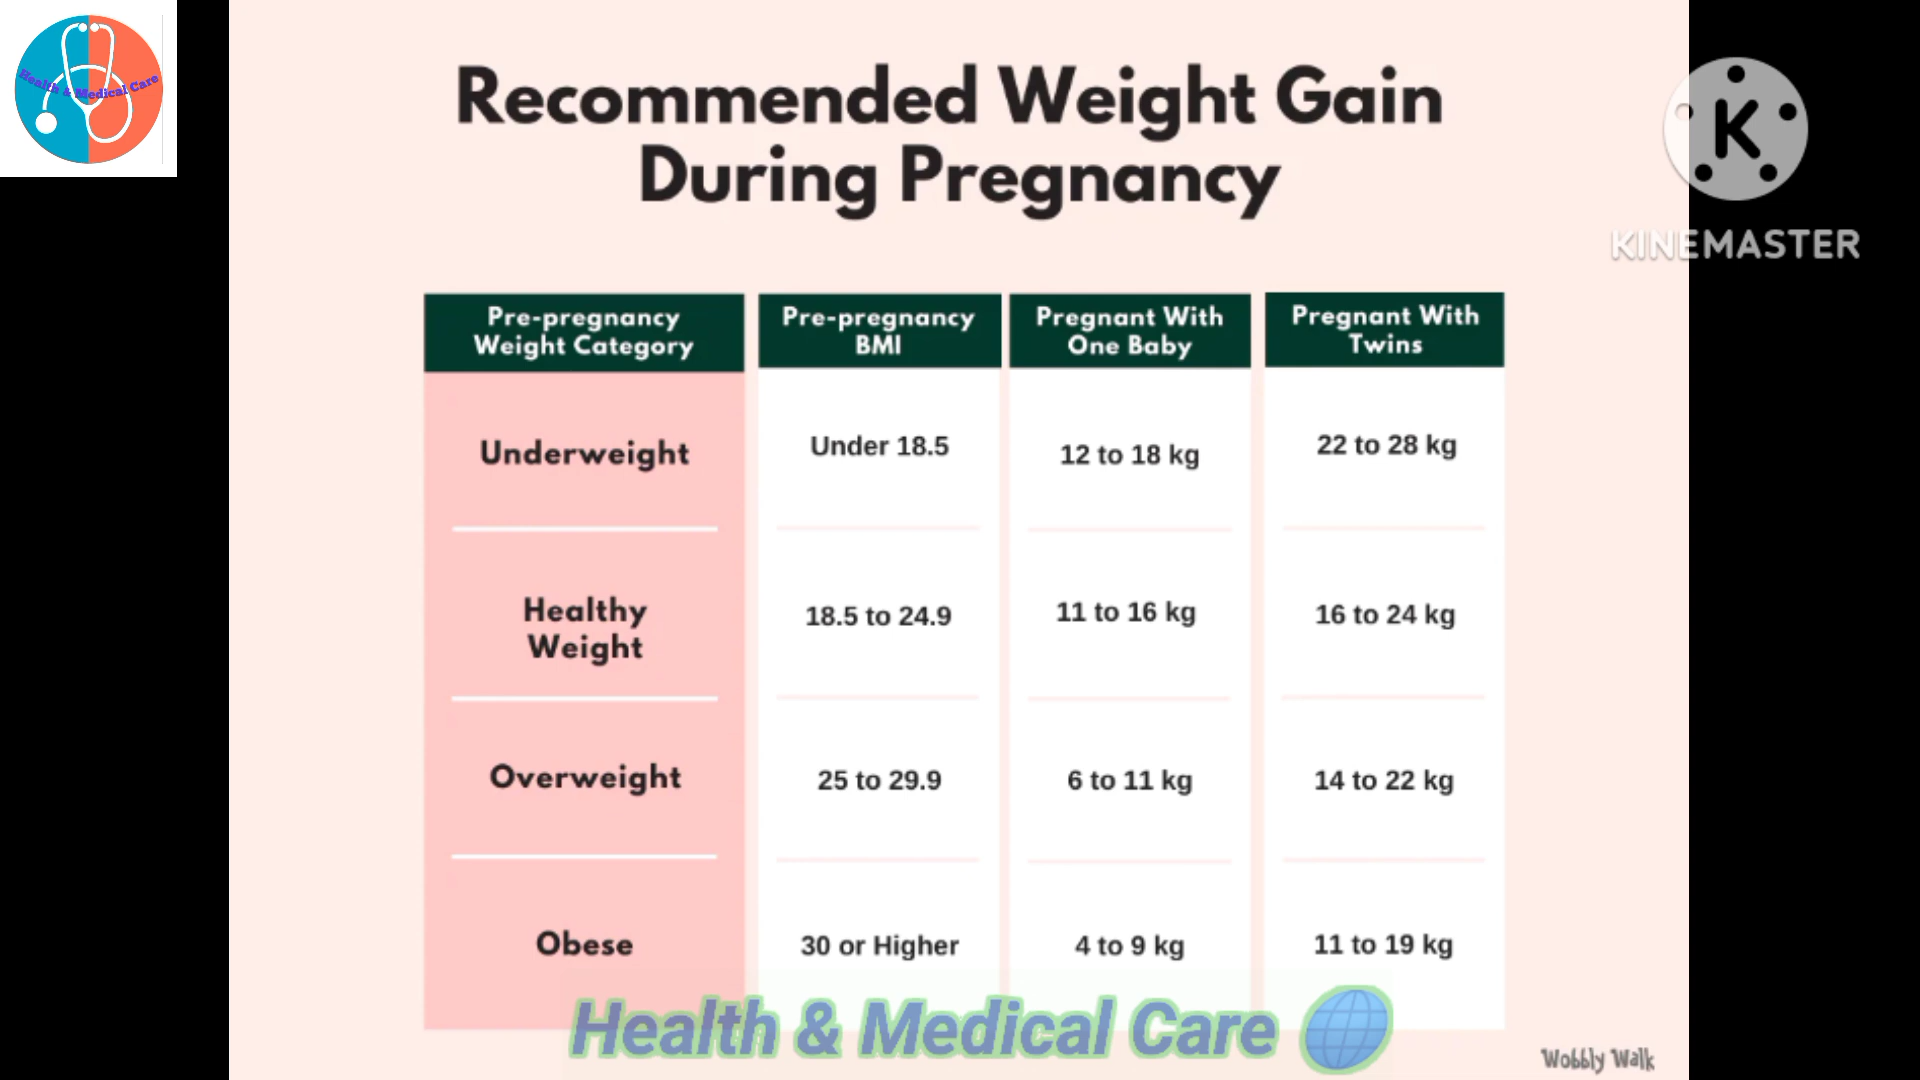 Health & Medical Care
Recommended Weight Gain
During Pregnancy
K
KINEMASTER
Pre-pregnancy
Weight Category
Pre-pregnancy
BMI
Pregnant With
One Baby
Pregnant With
Twins
Underweight
Under 18.5
12 to 18 kg
22 to 28 kg
Healthy
Weight
18.5 to 24.9
11 to 16 kg
16 to 24 kg
Overweight
25 to 29.9
6 to 11 kg
14 to 22 kg
Obese
30 or Higher
4 to 9 kg
11 to 19 kg
Health & Medical Care
Wobbly Walk